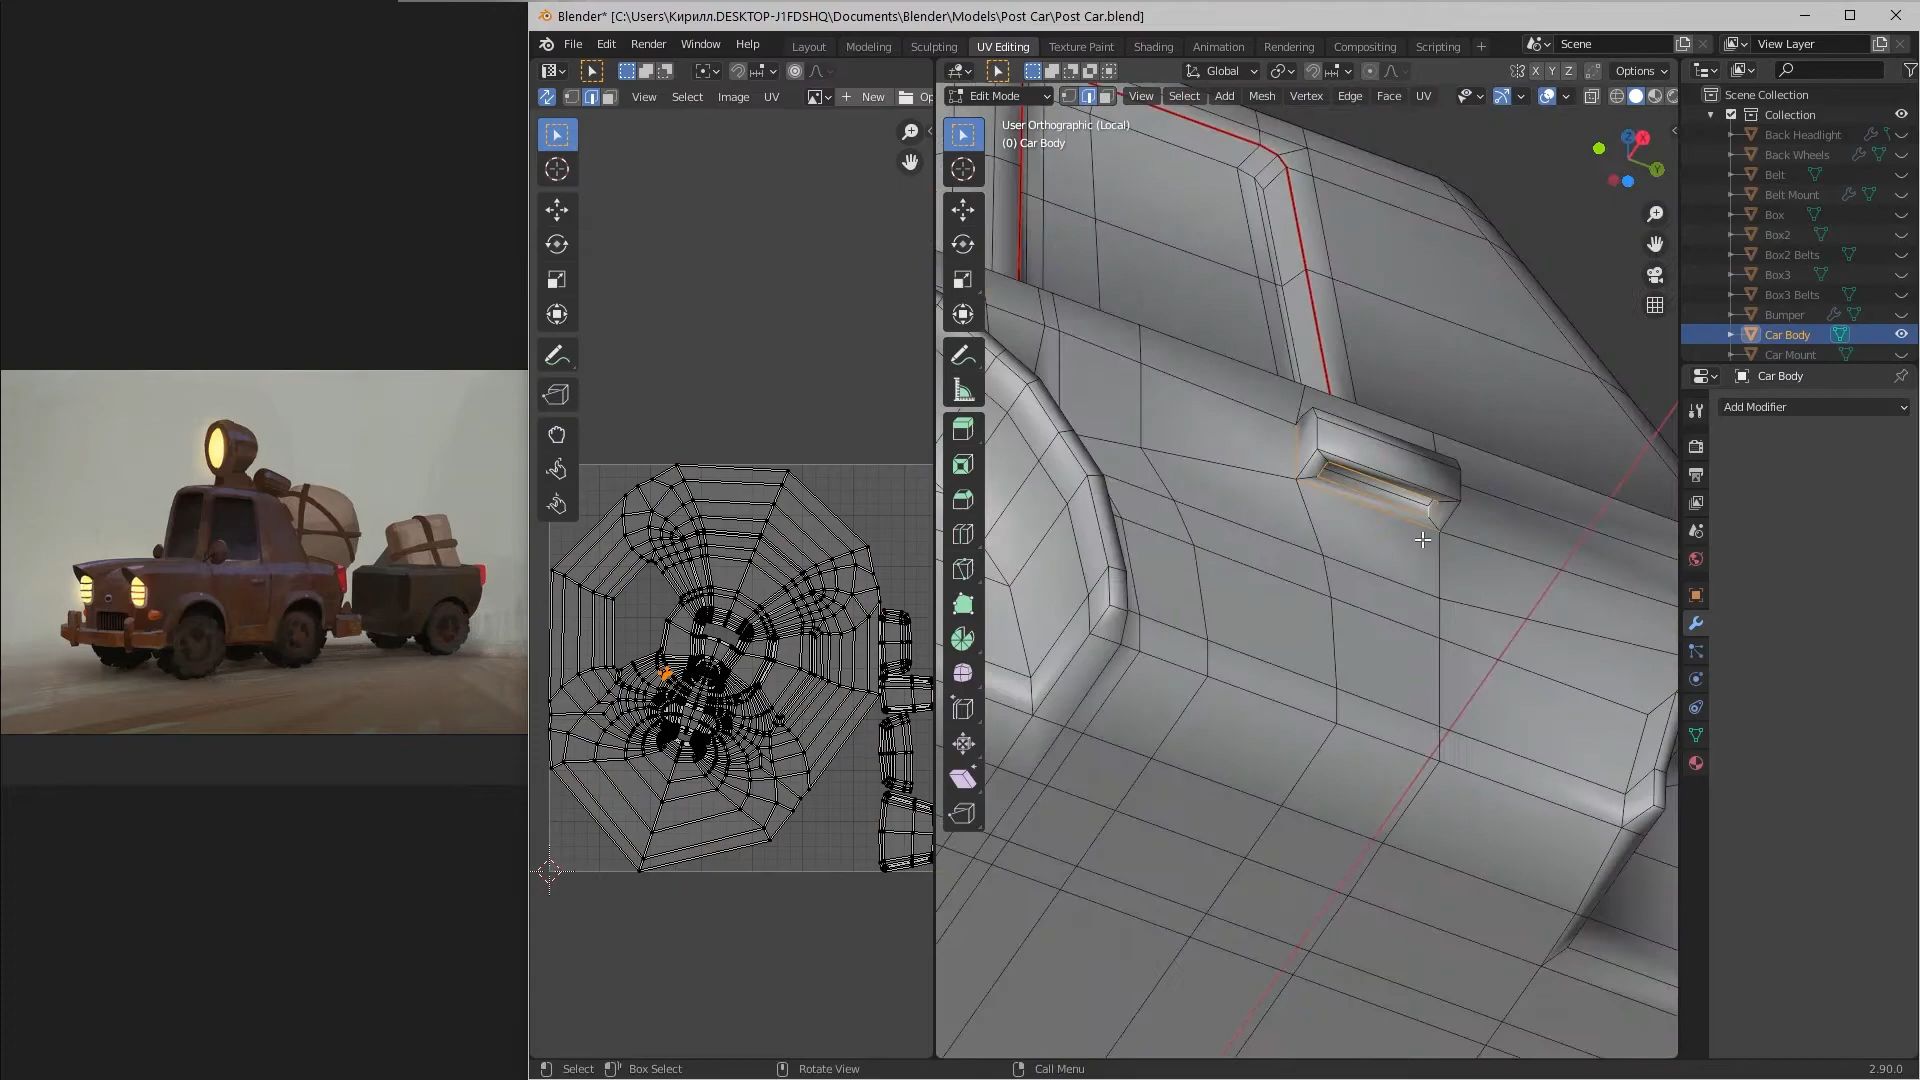 Blender* [C:\Users\Кирилл.DESKTOP-J1FDSHQ\Documents\Blender\Models\Post Car\Post Car.blend]
File Edit Render Window Help
Layout Modeling Sculpting UV Editing Texture Paint Shading Animation Rendering Compositing Scripting +
Scene
View Layer
Global
X Y Z
Options
View Select Image UV
New
Op
Edit Mode
View Select Add Mesh Vertex Edge Face UV
User Orthographic (Local)
(0) Car Body
Z
X
Y
Scene Collection
Collection
Back Headlight
Back Wheels
Belt
Belt Mount
Box
Box2
Box2 Belts
Box3
Box3 Belts
Bumper
Car Body
Car Mount
Car Body
Add Modifier
Select
Box Select
Rotate View
Call Menu
2.90.0